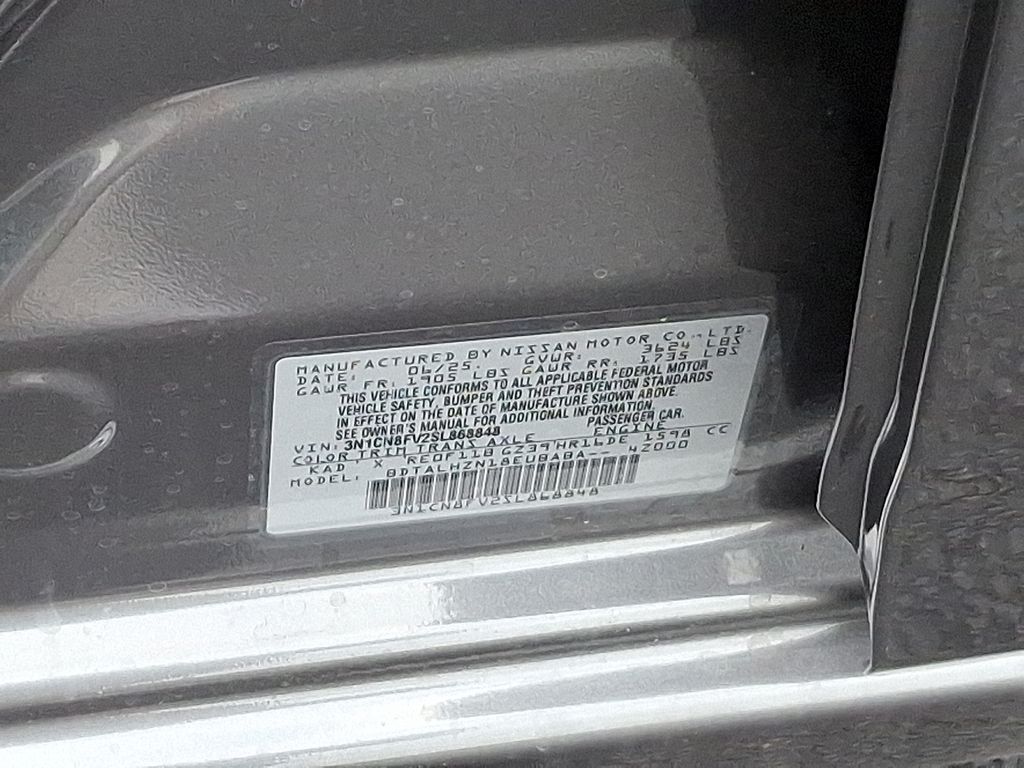 MANUFACTURED BY NISSAN MOTOR CO., LTD.
DATE: 06/25. GVWR: 3624 LBS
GAWR FR: 1905 LBS GAWR RR: 1735 LBS
THIS VEHICLE CONFORMS TO ALL APPLICABLE FEDERAL MOTOR
VEHICLE SAFETY, BUMPER AND THEFT PREVENTION STANDARDS
IN EFFECT ON THE DATE OF MANUFACTURE SHOWN ABOVE.
SEE OWNER'S MANUAL FOR ADDITIONAL INFORMATION.
VIN: 3N1CN8FV2SL868848 PASSENGER CAR.
COLOR TRIM TRANS AXLE ENGINE
KAD X RE0F11B GZ39 HR16DE 1598 CC
MODEL: BDTALHZN18EUBABA-- 42000
3N1CN8FV2SL868848